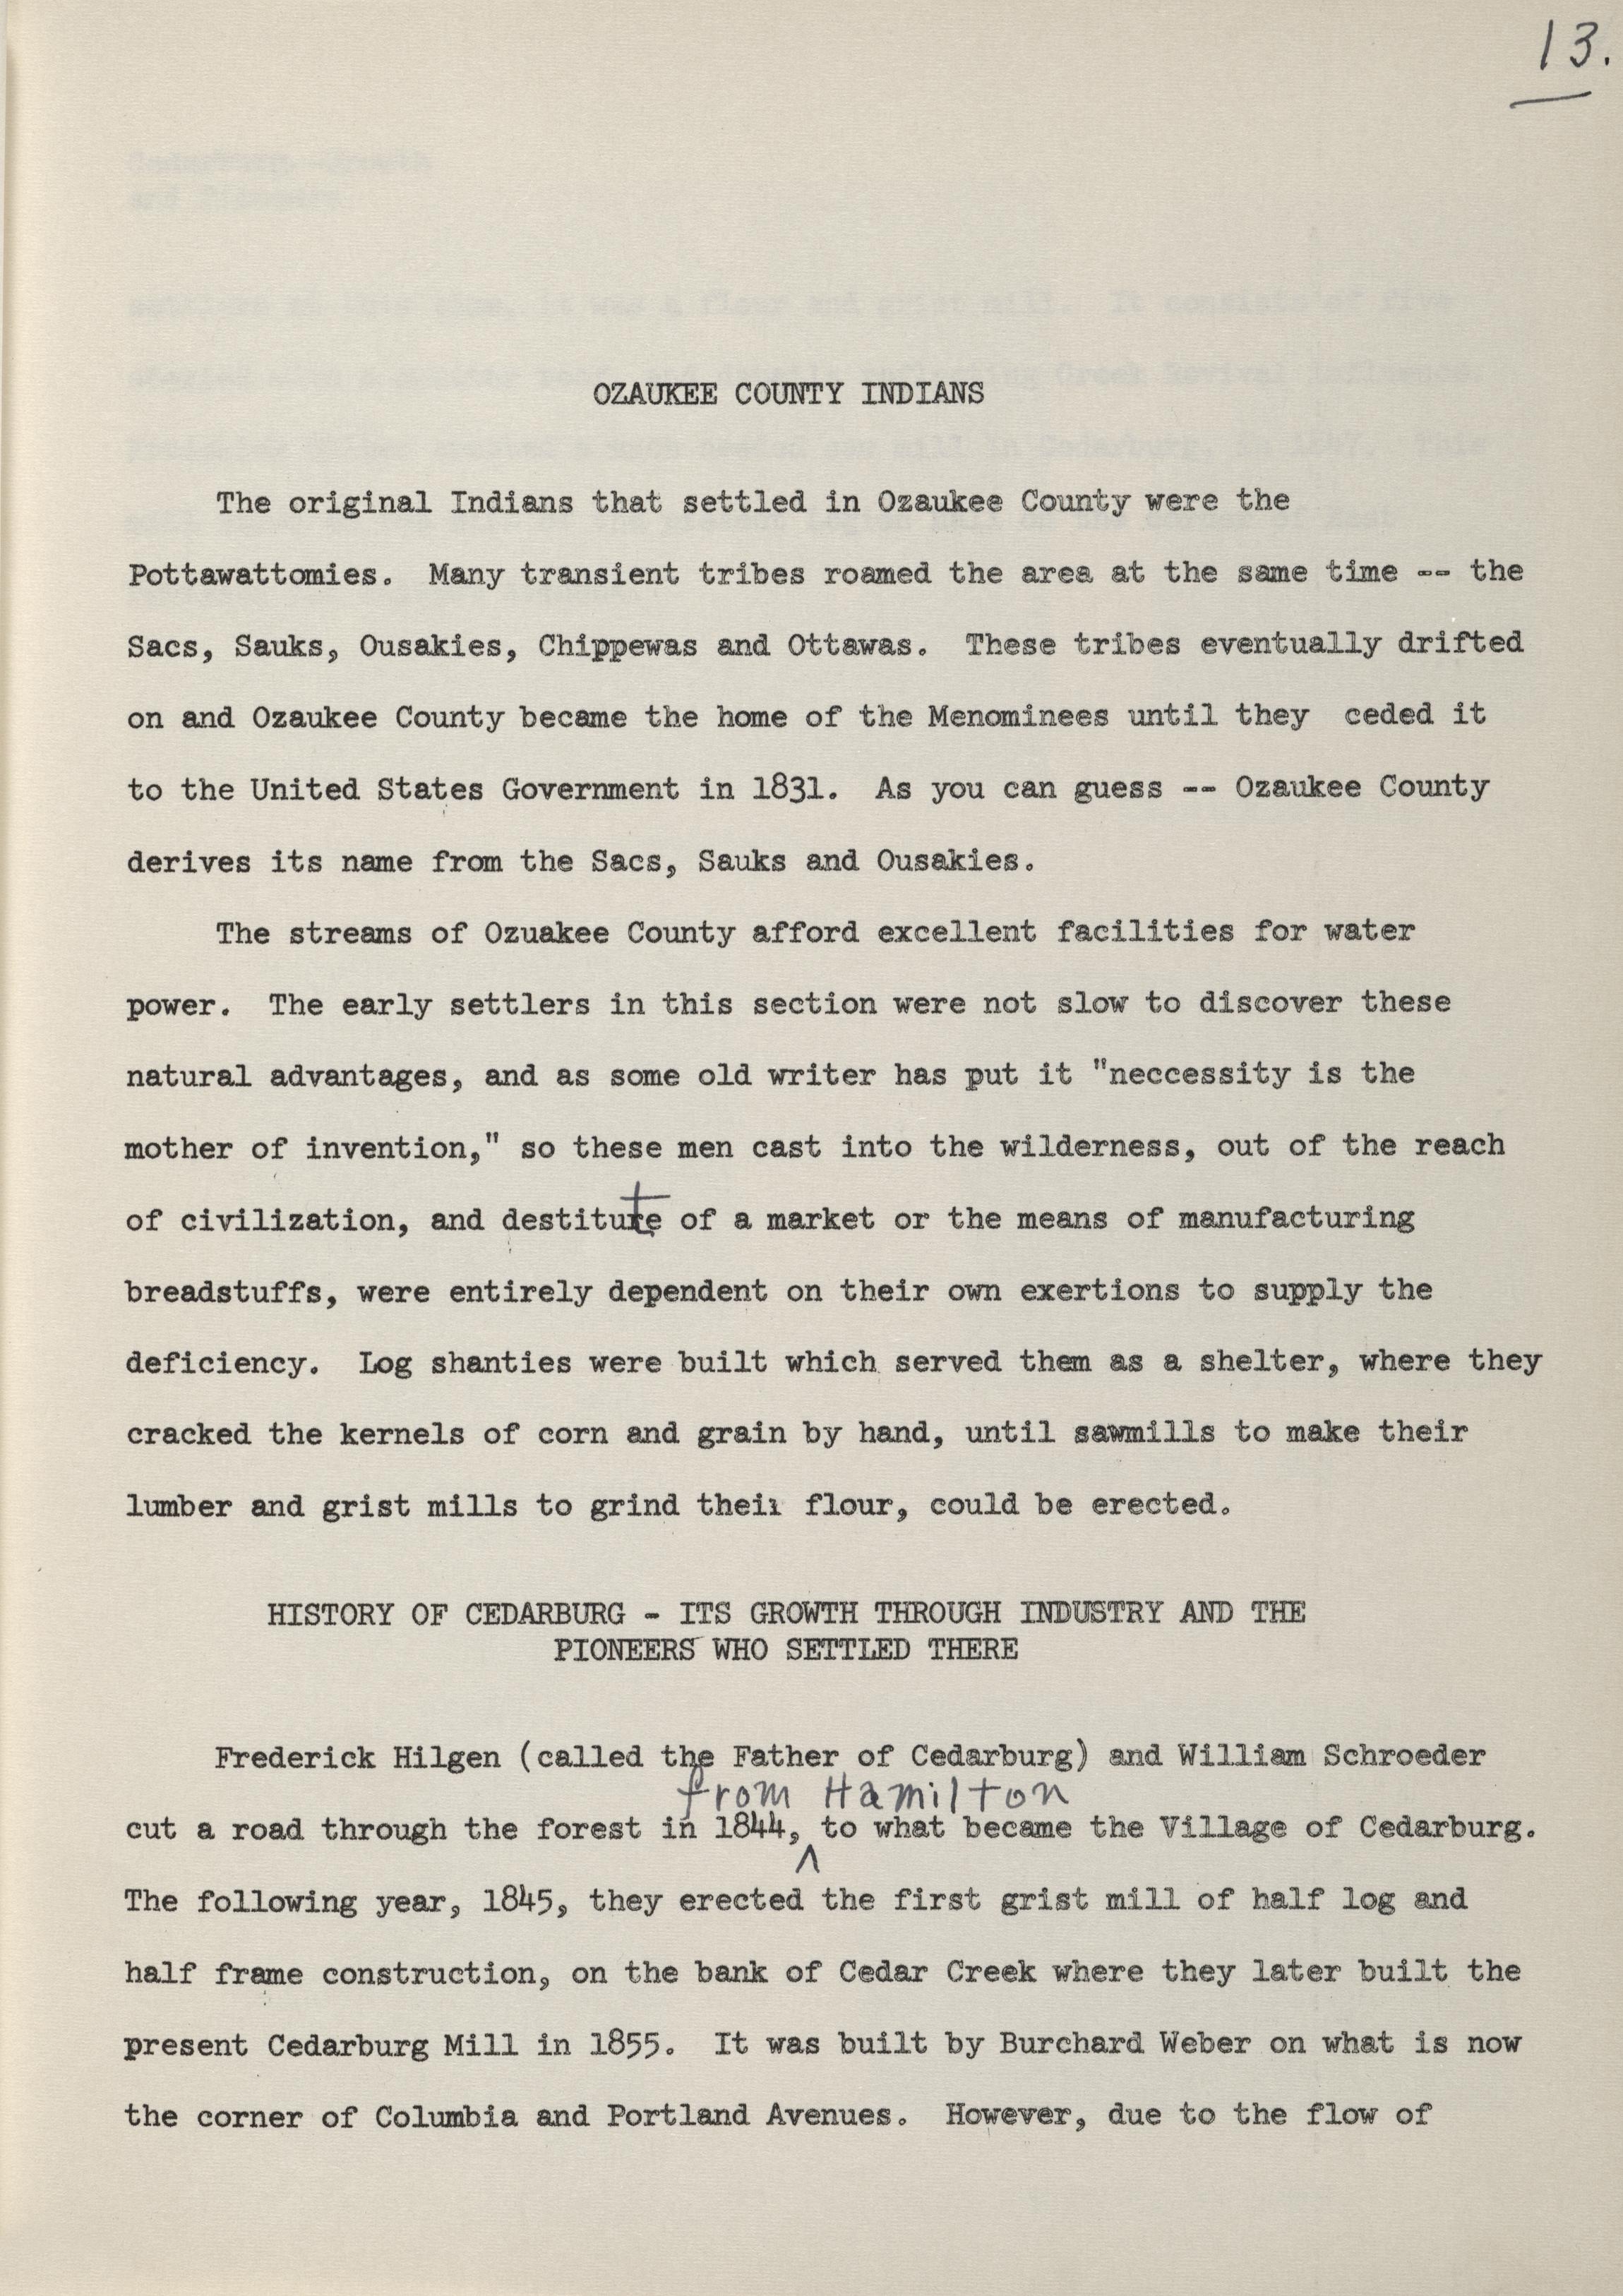 13.
OZAUKEE COUNTY INDIANS
The original Indians that settled in Ozaukee County were the
Pottawattomies. Many transient tribes roamed the area at the same time -- the
Sacs, Sauks, Ousakies, Chippewas and Ottawas. These tribes eventually drifted
on and Ozaukee County became the home of the Menominees until they ceded it
to the United States Government in 1831. As you can guess -- Ozaukee County
derives its name from the Sacs, Sauks and Ousakies.
The streams of Ozuakee County afford excellent facilities for water
power. The early settlers in this section were not slow to discover these
natural advantages, and as some old writer has put it "neccessity is the
mother of invention," so these men cast into the wilderness, out of the reach
of civilization, and destitute of a market or the means of manufacturing
breadstuffs, were entirely dependent on their own exertions to supply the
deficiency. Log shanties were built which served them as a shelter, where they
cracked the kernels of corn and grain by hand, until sawmills to make their
lumber and grist mills to grind their flour, could be erected.
HISTORY OF CEDARBURG - ITS GROWTH THROUGH INDUSTRY AND THE
PIONEERS WHO SETTLED THERE
Frederick Hilgen (called the Father of Cedarburg) and William Schroeder
from Hamilton
cut a road through the forest in 1844, to what became the Village of Cedarburg.
The following year, 1845, they erected the first grist mill of half log and
half frame construction, on the bank of Cedar Creek where they later built the
present Cedarburg Mill in 1855. It was built by Burchard Weber on what is now
the corner of Columbia and Portland Avenues. However, due to the flow of